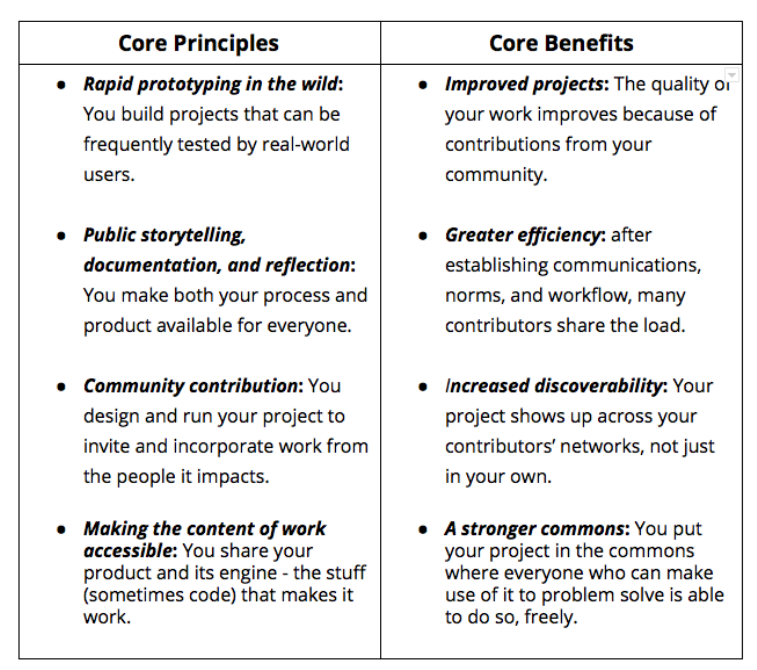 Core Principles
Core Benefits
● Rapid prototyping in the wild:
You build projects that can be
frequently tested by real-world
users.
● Public storytelling,
documentation, and reflection:
You make both your process and
product available for everyone.
● Community contribution: You
design and run your project to
invite and incorporate work from
the people it impacts.
● Making the content of work
accessible: You share your
product and its engine - the stuff
(sometimes code) that makes it
work.
● Improved projects: The quality of
your work improves because of
contributions from your
community.
● Greater efficiency: after
establishing communications,
norms, and workflow, many
contributors share the load.
● Increased discoverability: Your
project shows up across your
contributors’ networks, not just
in your own.
● A stronger commons: You put
your project in the commons
where everyone who can make
use of it to problem solve is able
to do so, freely.